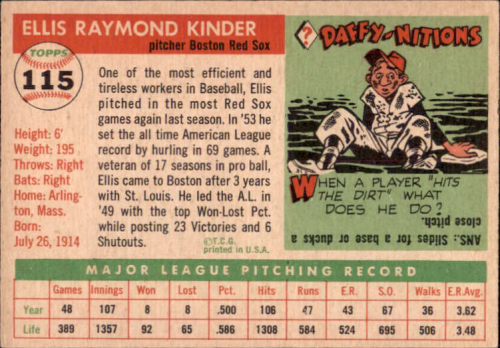 ELLIS RAYMOND KINDER
pitcher Boston Red Sox
TOPPS
115
Height: 6'
Weight: 195
Throws: Right
Bats: Right
Home: Arling-
ton, Mass.
Born:
July 26, 1914
One of the most efficient and
tireless workers in Baseball, Ellis
pitched in the most Red Sox
games again last season. In '53 he
set the all time American League
record by hurling in 69 games. A
veteran of 17 seasons in pro ball,
Ellis came to Boston after 3 years
with St. Louis. He led the A.L. in
'49 with the top Won-Lost Pct.
while posting 23 Victories and 6
Shutouts.
©T.C.G.
printed in U.S.A.
?
DAFFY-NITIONS
WHEN A PLAYER "HITS
THE DIRT" WHAT
DOES HE DO?
ANS.: Slides for a base or ducks a
close pitch.
MAJOR LEAGUE PITCHING RECORD
Games Innings Won Lost Pct. Hits Runs E.R. S.O. Walks E.R.Avg.
Year 48 107 8 8 .500 106 47 43 67 36 3.62
Life 389 1357 92 65 .586 1308 584 524 695 506 3.48